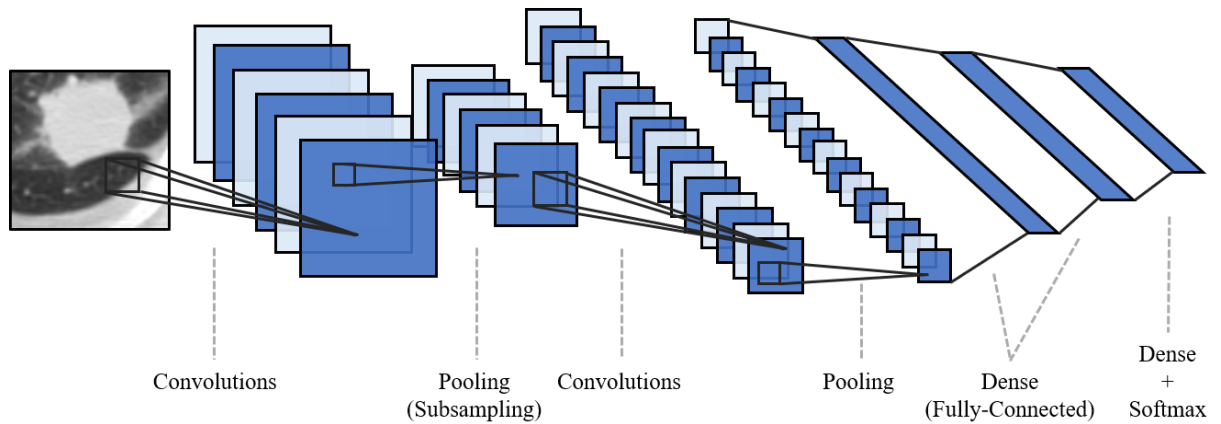 Convolutions
Pooling
(Subsampling)
Convolutions
Pooling
Dense
(Fully-Connected)
Dense
+
Softmax